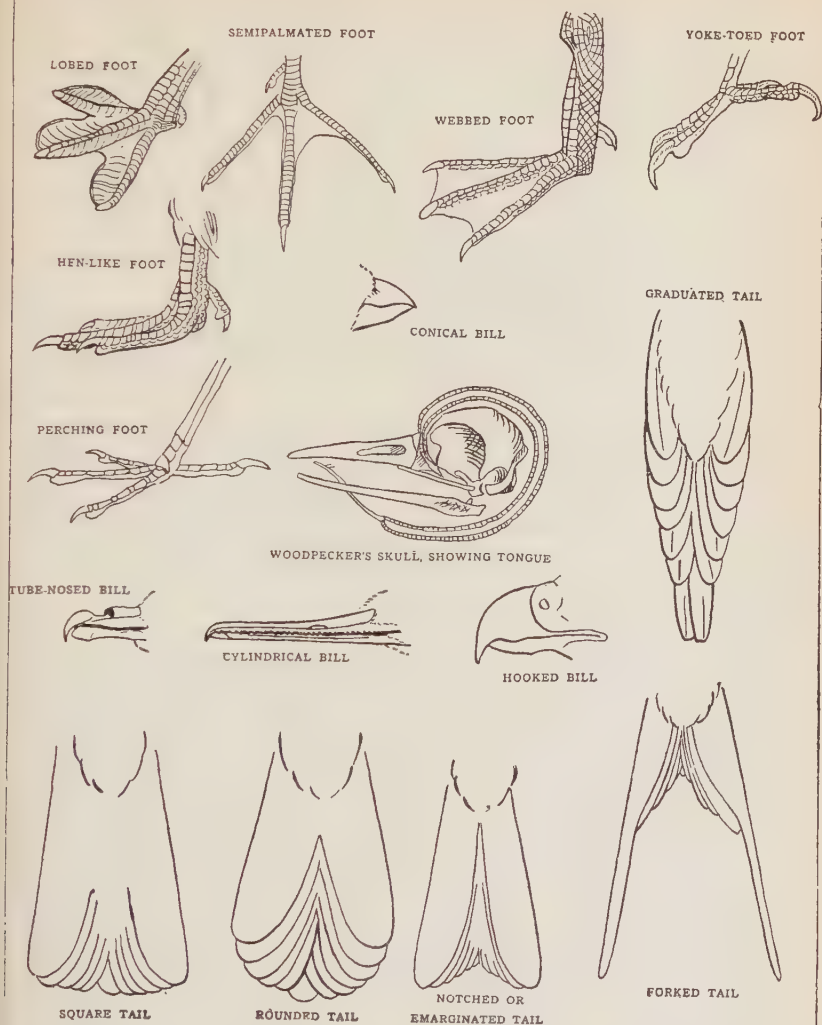 SEMIPALMATED FOOT
YOKE-TOED FOOT
LOBED FOOT
WEBBED FOOT
HEN-LIKE FOOT
GRADUATED TAIL
CONICAL BILL
PERCHING FOOT
WOODPECKER'S SKULL, SHOWING TONGUE
TUBE-NOSED BILL
CYLINDRICAL BILL
HOOKED BILL
SQUARE TAIL
ROUNDED TAIL
NOTCHED OR
EMARGINATED TAIL
FORKED TAIL